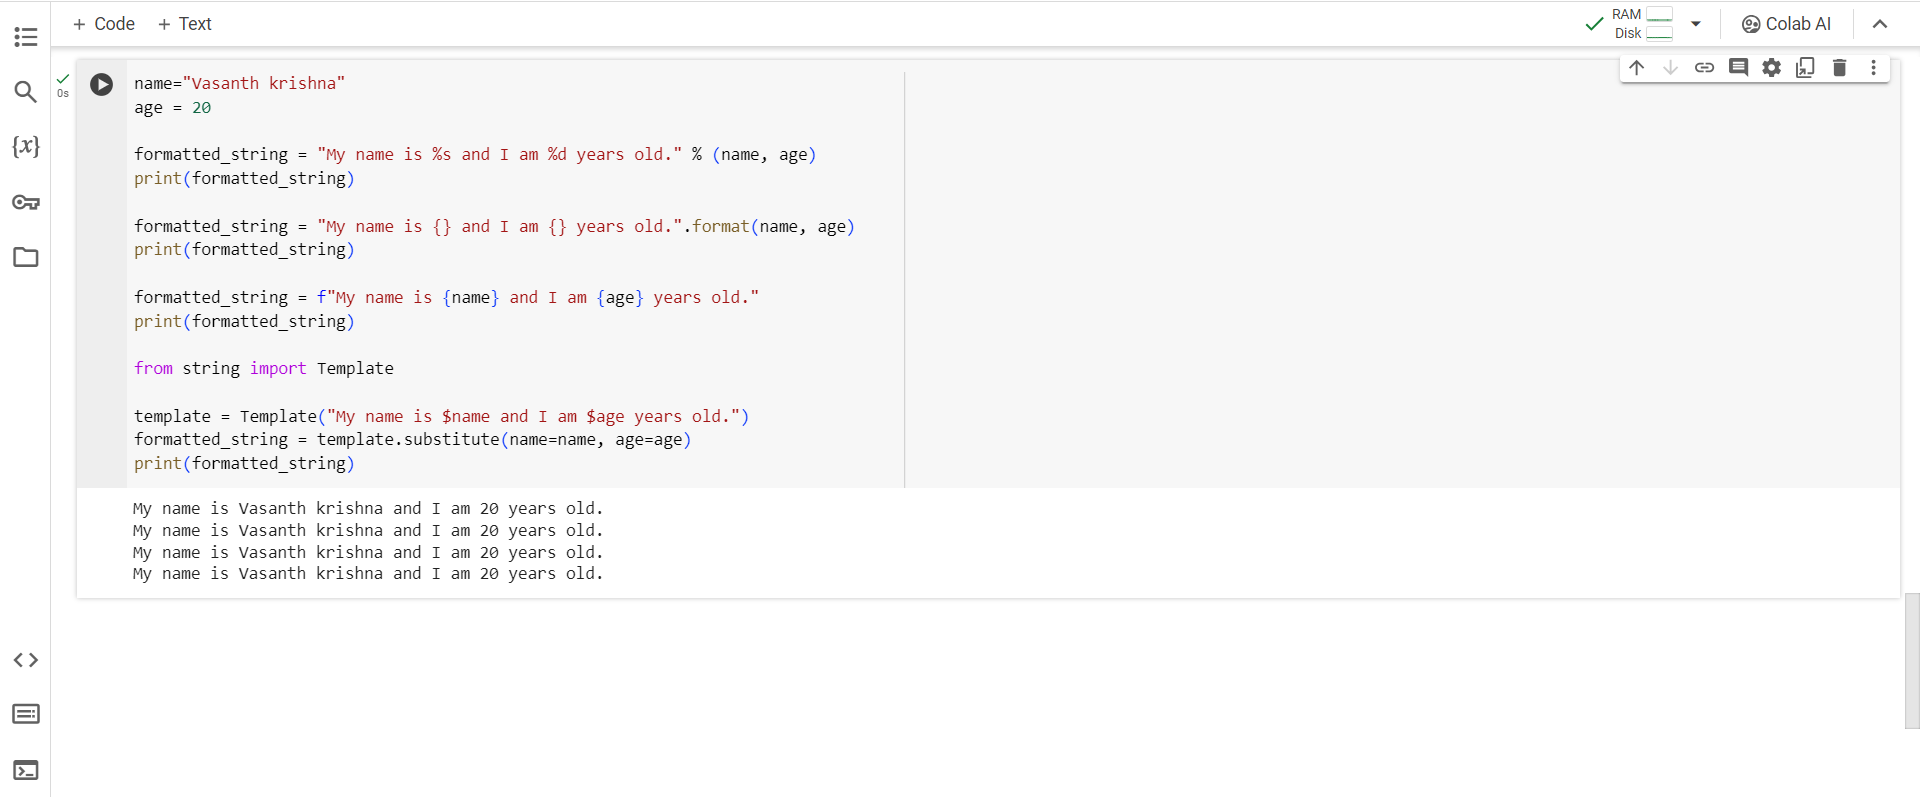 + Code + Text
RAM
Disk
Colab AI
{x}
0s
name="Vasanth krishna"
age = 20
formatted_string = "My name is %s and I am %d years old." % (name, age)
print(formatted_string)
formatted_string = "My name is {} and I am {} years old.".format(name, age)
print(formatted_string)
formatted_string = f"My name is {name} and I am {age} years old."
print(formatted_string)
from string import Template
template = Template("My name is $name and I am $age years old.")
formatted_string = template.substitute(name=name, age=age)
print(formatted_string)
My name is Vasanth krishna and I am 20 years old.
My name is Vasanth krishna and I am 20 years old.
My name is Vasanth krishna and I am 20 years old.
My name is Vasanth krishna and I am 20 years old.